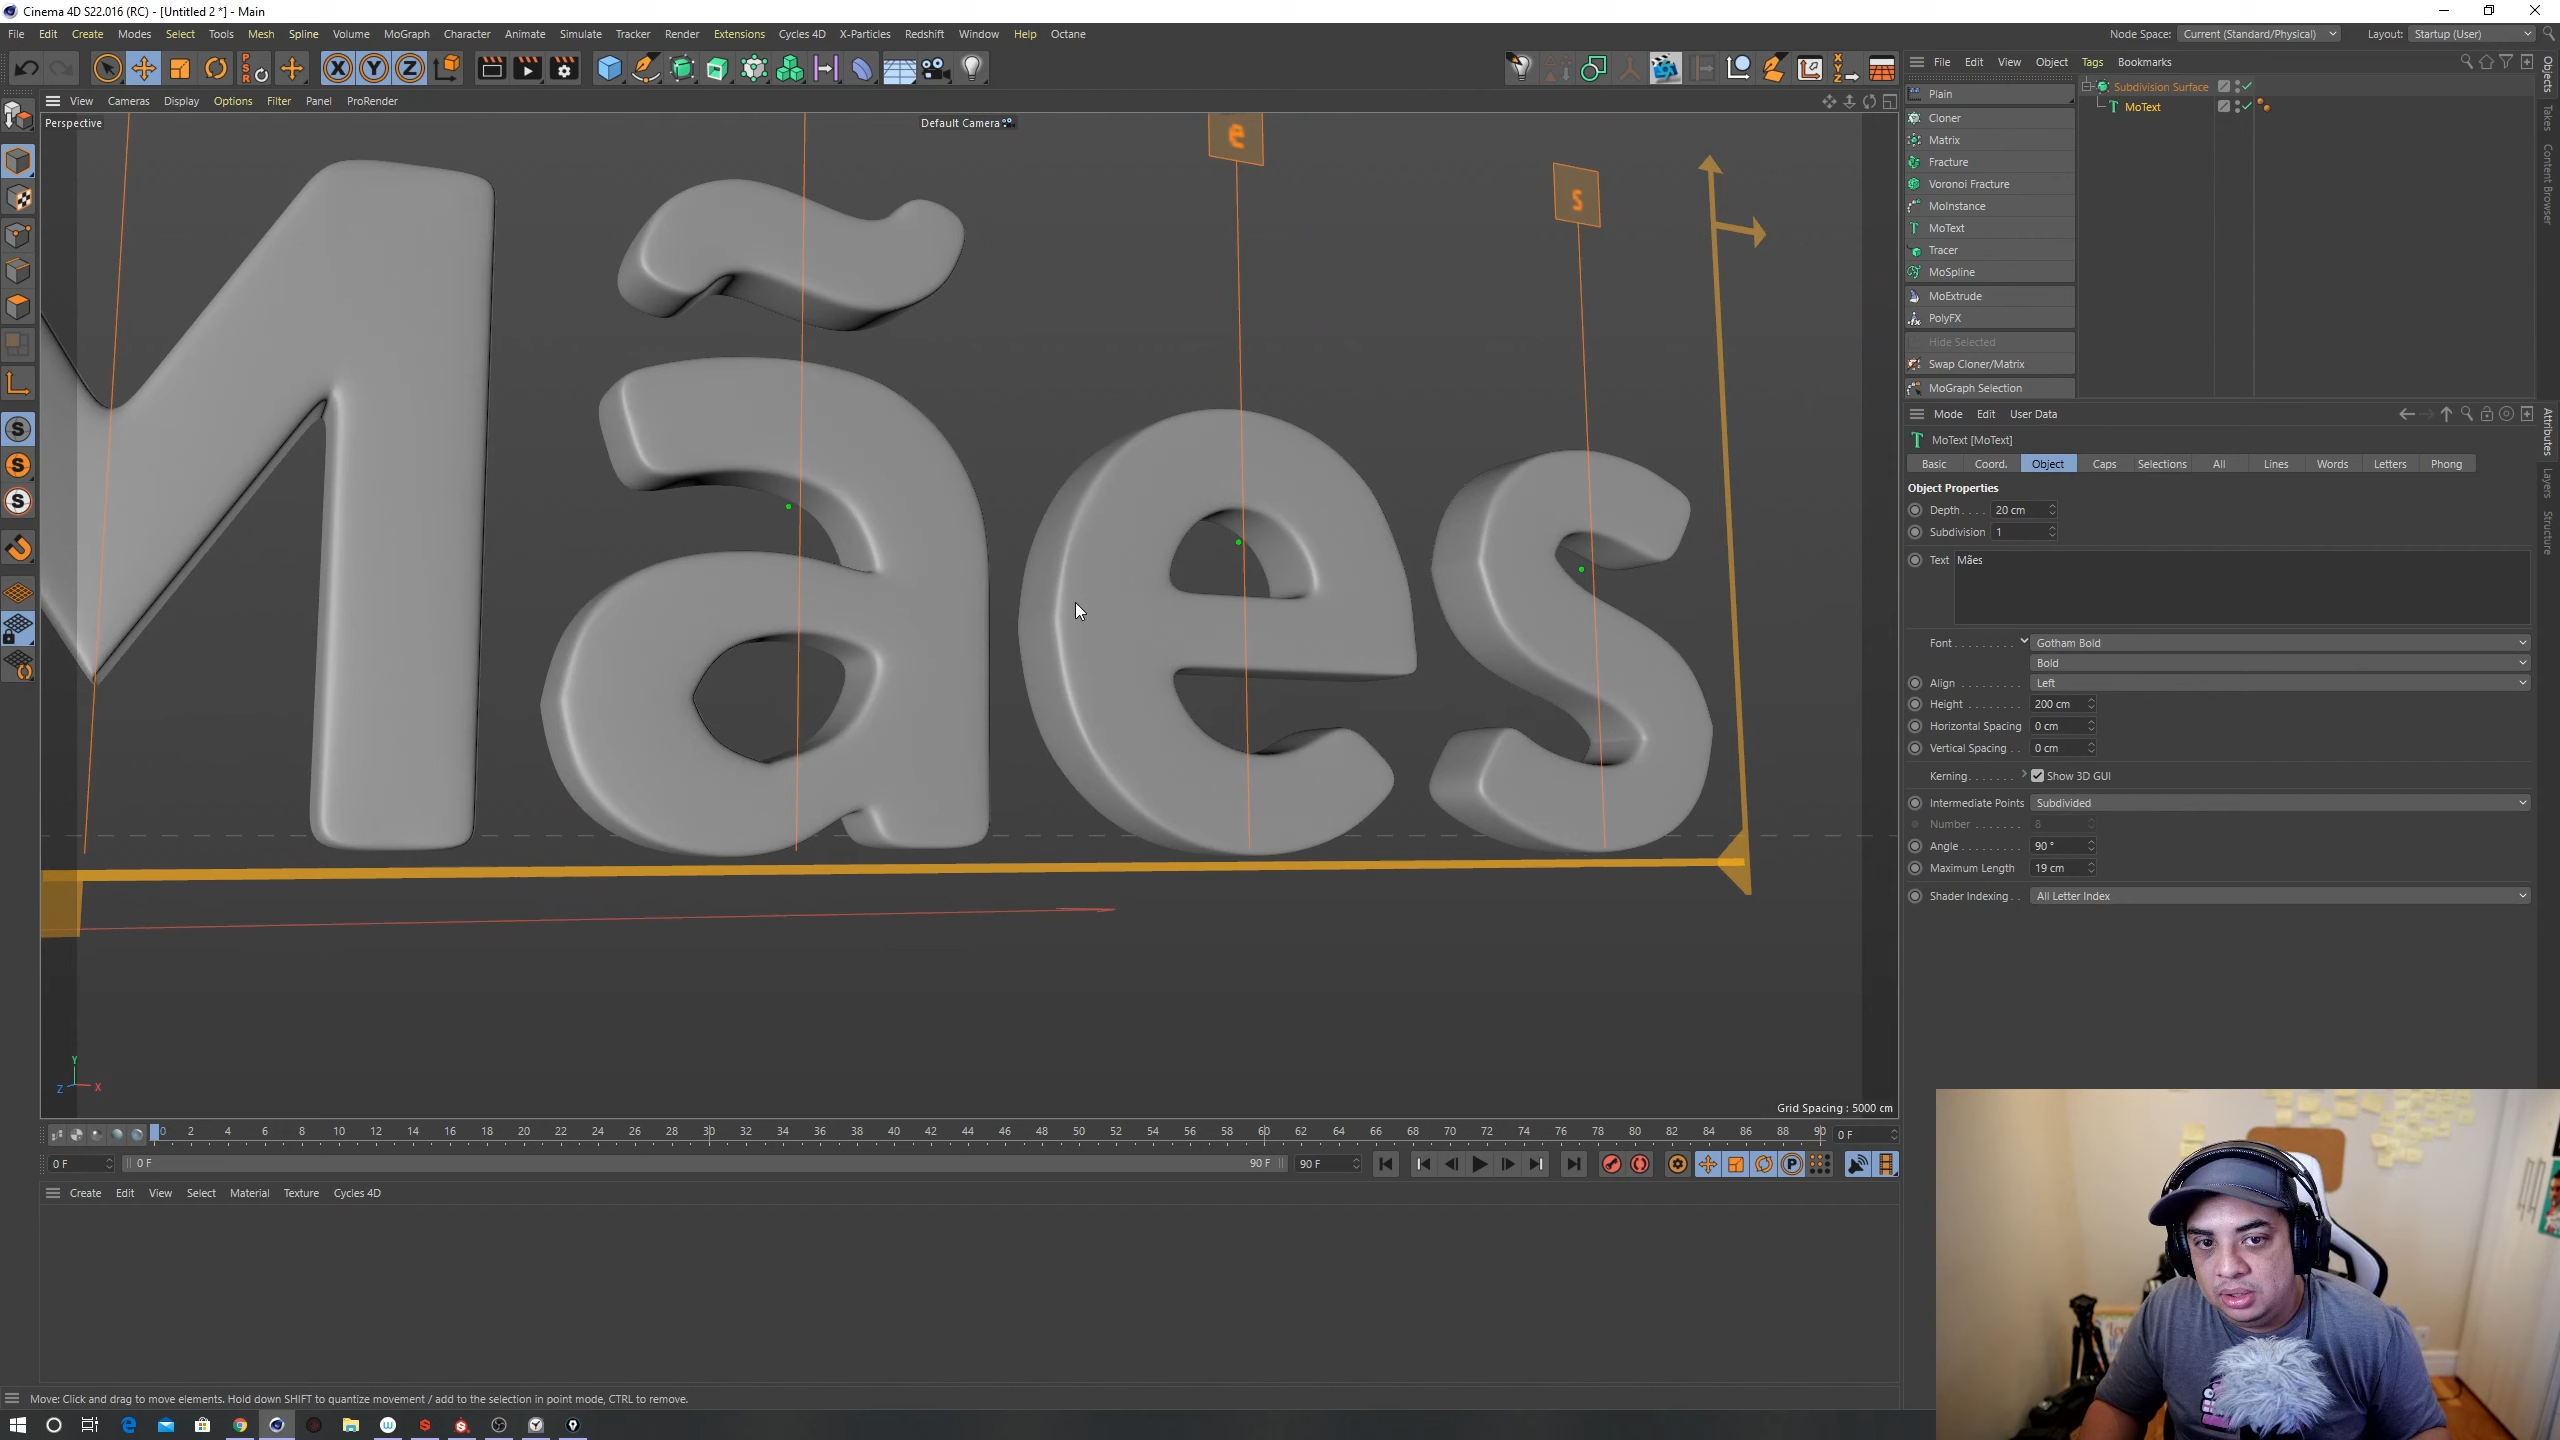 Cinema 4D S22.016 (RC) - [Untitled 2 *] - Main
File Edit Create Modes Select Tools Mesh Spline Volume MoGraph Character Animate Simulate Tracker Render Extensions Cycles 4D X-Particles Redshift Window Help Octane
Node Space: Current (Standard/Physical) Layout: Startup (User)
PSR X Y Z XYZ
View Cameras Display Options Filter Panel ProRender
Perspective
Default Camera
e
s
Mães
Grid Spacing : 5000 cm
Y
Z X
File Edit View Object Tags Bookmarks
Plain
Cloner
Matrix
Fracture
Voronoi Fracture
MoInstance
MoText
Tracer
MoSpline
MoExtrude
PolyFX
Hide Selected
Swap Cloner/Matrix
MoGraph Selection
Subdivision Surface
MoText
Objects
Takes
Content Browser
Attributes
Layers
Structure
Mode Edit User Data
MoText [MoText]
Basic Coord. Object Caps Selections All Lines Words Letters Phong
Object Properties
Depth . . . . 20 cm
Subdivision 1
Text Mães
Font . . . . . . . . . Gotham Bold
Bold
Align . . . . . . . . . Left
Height . . . . . . . . 200 cm
Horizontal Spacing 0 cm
Vertical Spacing . . 0 cm
Kerning. . . . . . . Show 3D GUI
Intermediate Points Subdivided
Number . . . . . . . 8
Angle . . . . . . . . . 90 °
Maximum Length 19 cm
Shader Indexing . . All Letter Index
0 2 4 6 8 10 12 14 16 18 20 22 24 26 28 30 32 34 36 38 40 42 44 46 48 50 52 54 56 58 60 62 64 66 68 70 72 74 76 78 80 82 84 86 88 90 0 F
0 F 0 F 90 F 90 F
Create Edit View Select Material Texture Cycles 4D
Move: Click and drag to move elements. Hold down SHIFT to quantize movement / add to the selection in point mode, CTRL to remove.